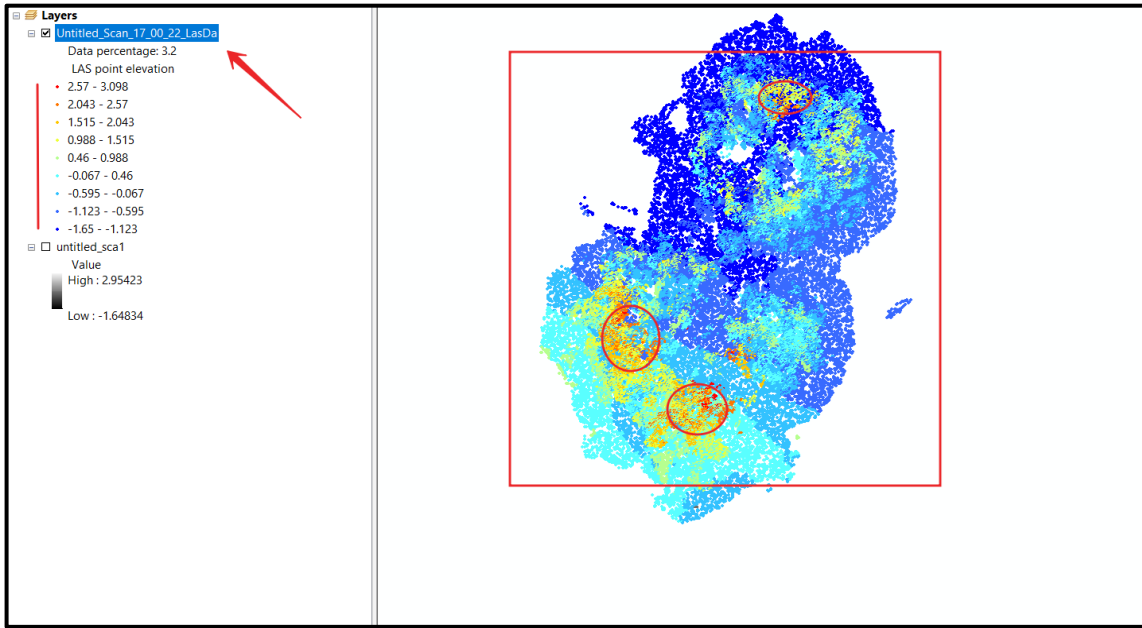 Layers
Untitled_Scan_17_00_22_LasDa
Data percentage: 3.2
LAS point elevation
2.57 - 3.098
2.043 - 2.57
1.515 - 2.043
0.988 - 1.515
0.46 - 0.988
-0.067 - 0.46
-0.595 - -0.067
-1.123 - -0.595
-1.65 - -1.123
untitled_sca1
Value
High : 2.95423
Low : -1.64834